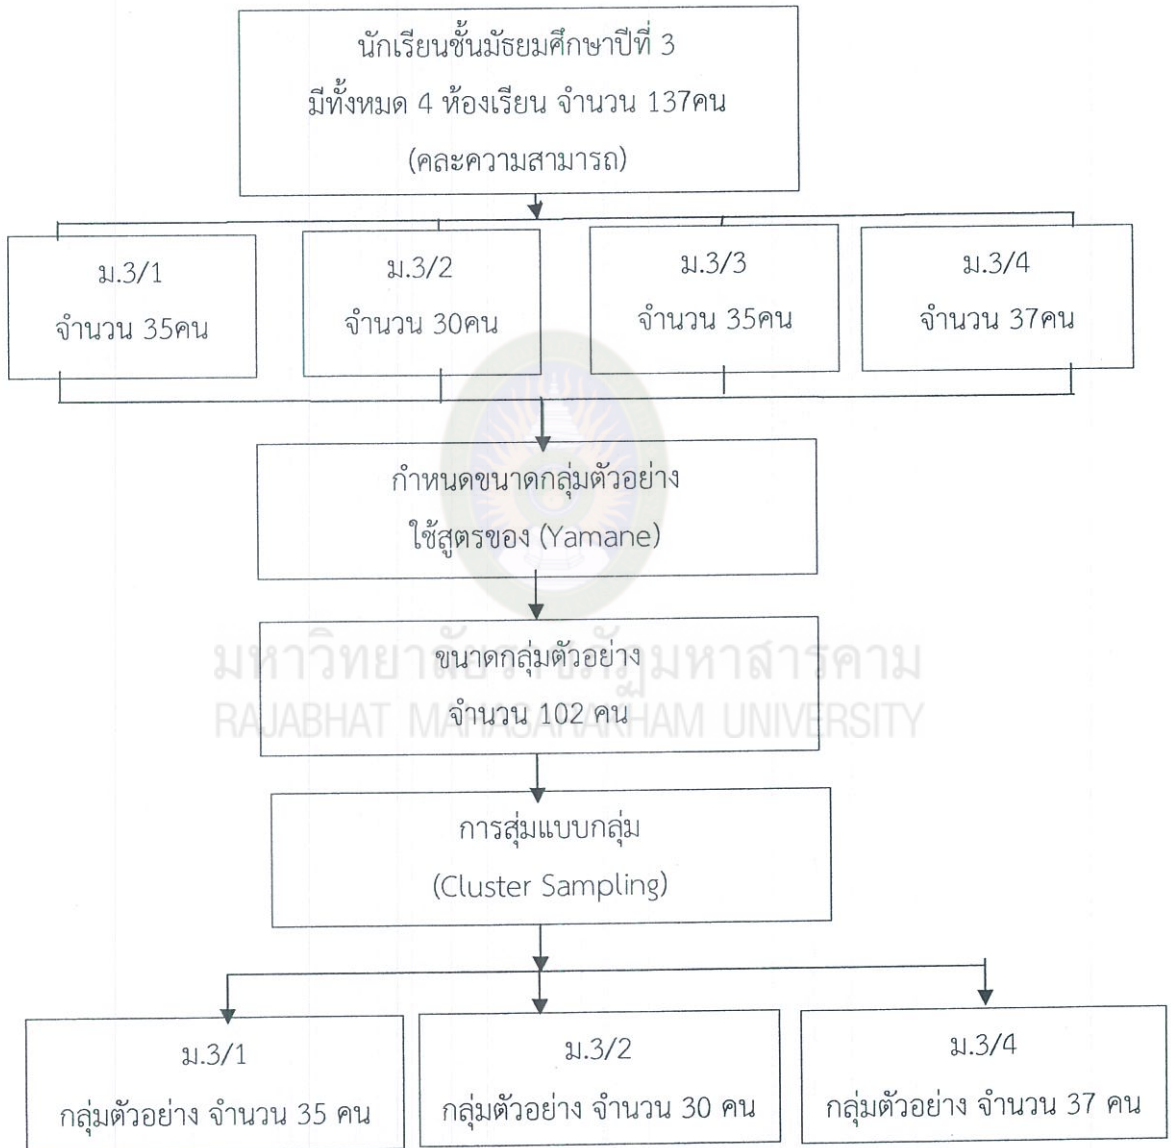 นักเรียนชั้นมัธยมศึกษาปีที่ 3
มีทั้งหมด 4 ห้องเรียน จำนวน 137คน
(คละความสามารถ)
ม.3/1
จำนวน 35คน
ม.3/2
จำนวน 30คน
ม.3/3
จำนวน 35คน
ม.3/4
จำนวน 37คน
กำหนดขนาดกลุ่มตัวอย่าง
ใช้สูตรของ (Yamane)
ขนาดกลุ่มตัวอย่าง
จำนวน 102 คน
มหาวิทยาลัยราชภัฏมหาสารคาม
RAJABHAT MAHASARAKHAM UNIVERSITY
การสุ่มแบบกลุ่ม
(Cluster Sampling)
ม.3/1
กลุ่มตัวอย่าง จำนวน 35 คน
ม.3/2
กลุ่มตัวอย่าง จำนวน 30 คน
ม.3/4
กลุ่มตัวอย่าง จำนวน 37 คน